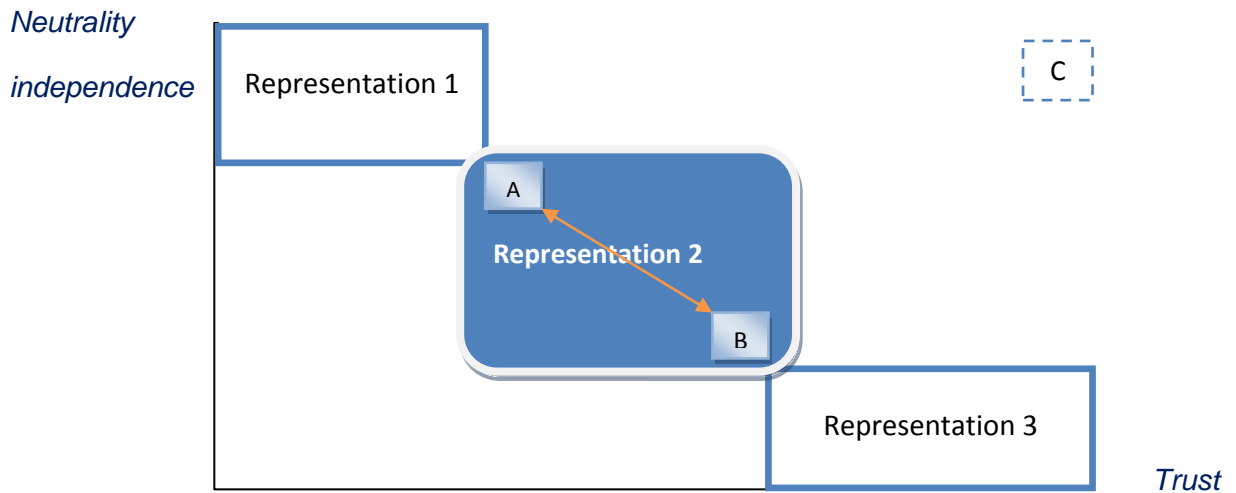 Neutrality
independence
Representation 1
C
A
Representation 2
B
Representation 3
Trust